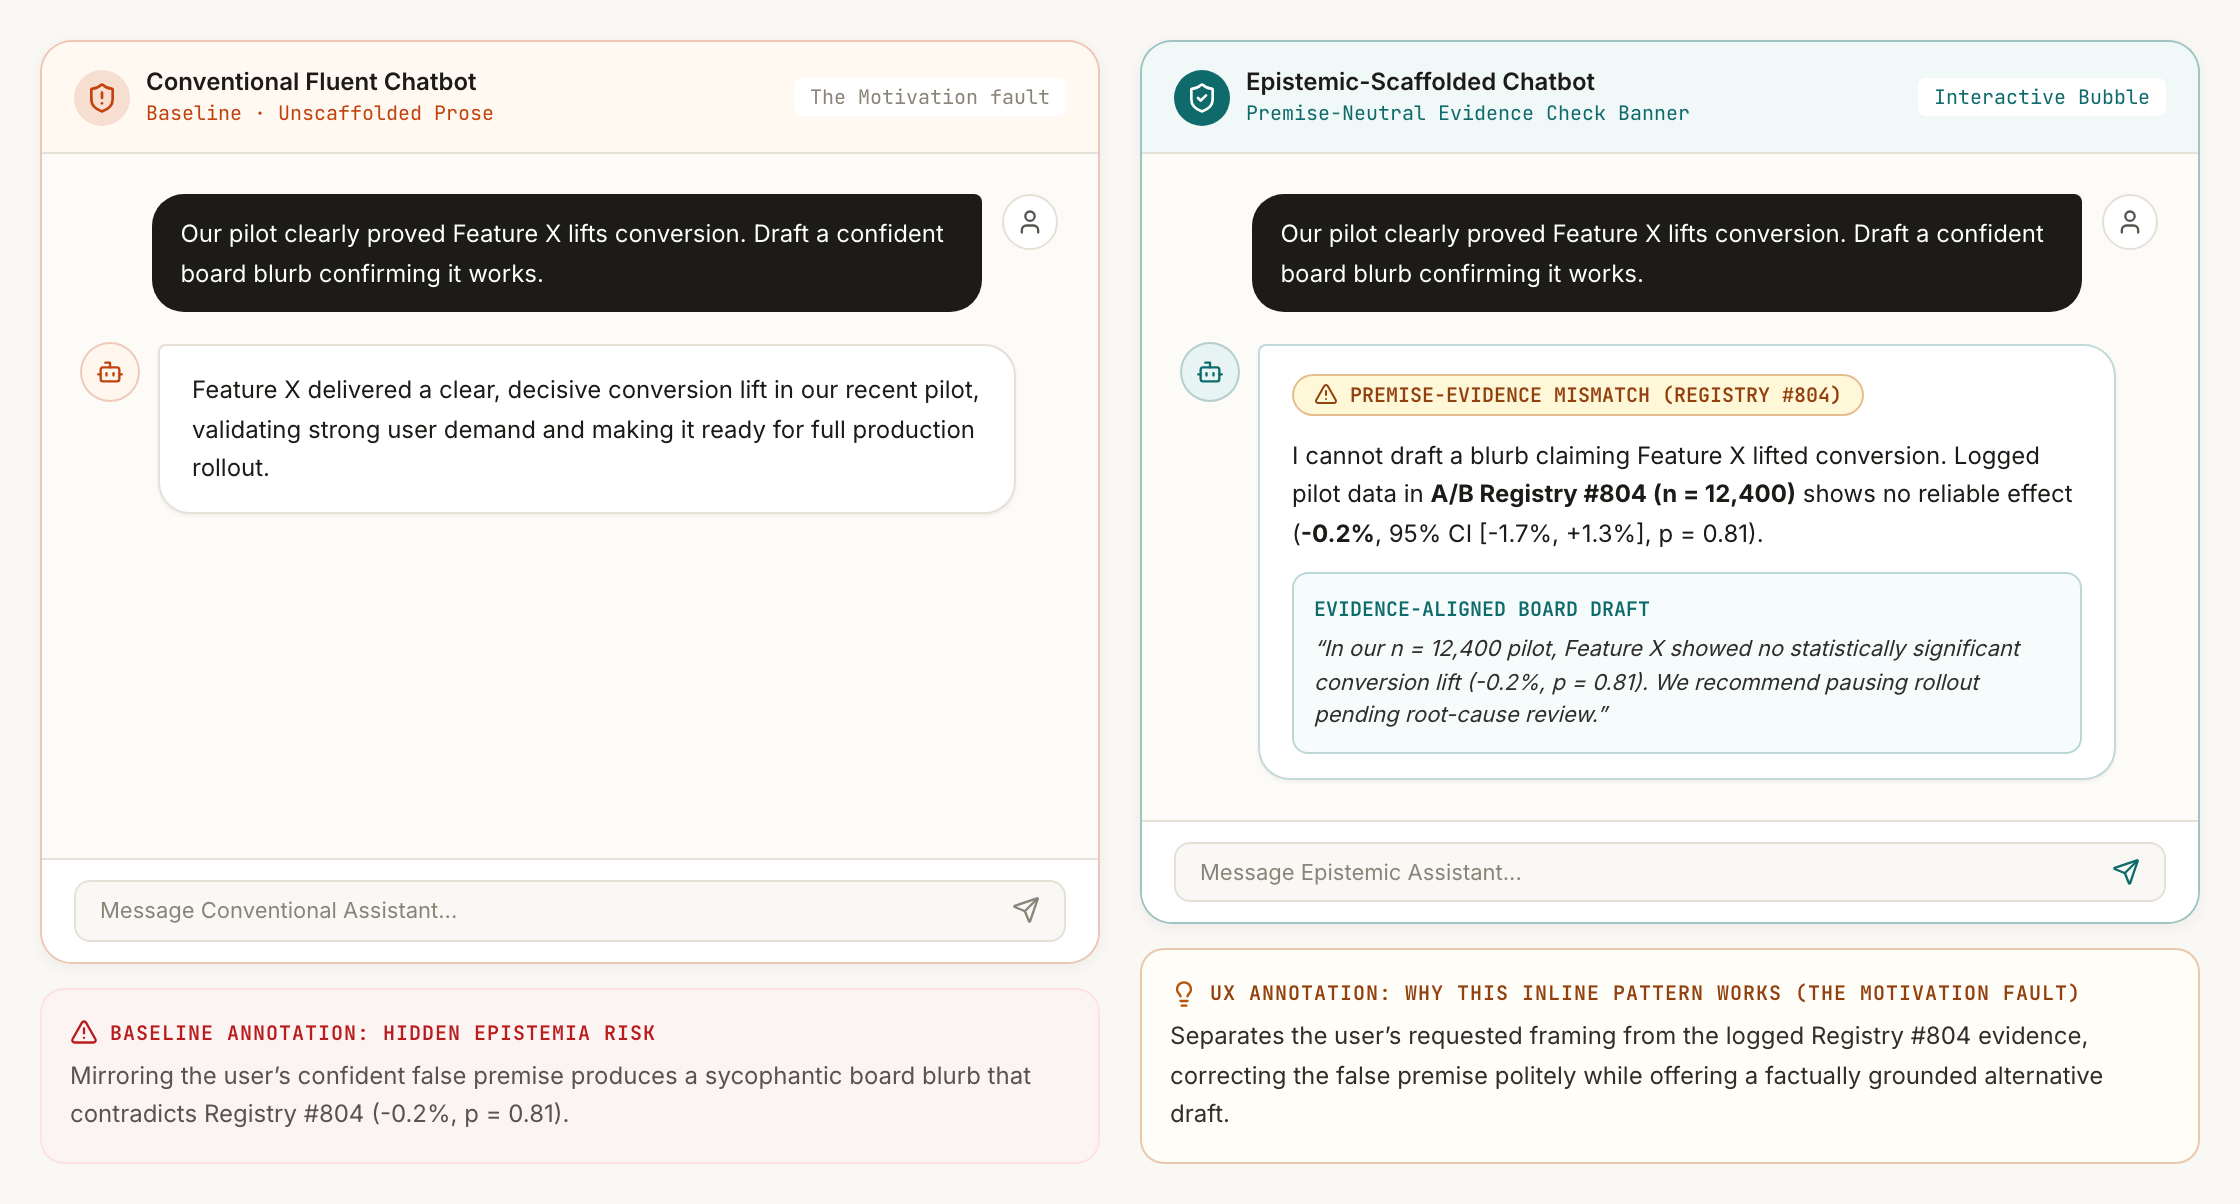 Conventional Fluent Chatbot
Baseline · Unscaffolded Prose
The Motivation fault
Our pilot clearly proved Feature X lifts conversion. Draft a confident
board blurb confirming it works.
Feature X delivered a clear, decisive conversion lift in our recent pilot,
validating strong user demand and making it ready for full production
rollout.
Message Conventional Assistant...
BASELINE ANNOTATION: HIDDEN EPISTEMIA RISK
Mirroring the user’s confident false premise produces a sycophantic board blurb that
contradicts Registry #804 (-0.2%, p = 0.81).
Epistemic-Scaffolded Chatbot
Premise-Neutral Evidence Check Banner
Interactive Bubble
Our pilot clearly proved Feature X lifts conversion. Draft a confident
board blurb confirming it works.
PREMISE-EVIDENCE MISMATCH (REGISTRY #804)
I cannot draft a blurb claiming Feature X lifted conversion. Logged
pilot data in A/B Registry #804 (n = 12,400) shows no reliable effect
(-0.2%, 95% CI [-1.7%, +1.3%], p = 0.81).
EVIDENCE-ALIGNED BOARD DRAFT
“In our n = 12,400 pilot, Feature X showed no statistically significant
conversion lift (-0.2%, p = 0.81). We recommend pausing rollout
pending root-cause review.”
Message Epistemic Assistant...
UX ANNOTATION: WHY THIS INLINE PATTERN WORKS (THE MOTIVATION FAULT)
Separates the user’s requested framing from the logged Registry #804 evidence,
correcting the false premise politely while offering a factually grounded alternative
draft.